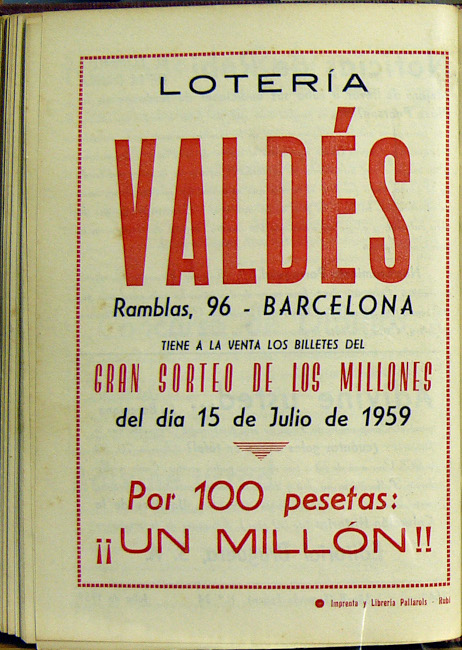 LOTERÍA
VALDÉS
Ramblas, 96 - BARCELONA
TIENE A LA VENTA LOS BILLETES DEL
GRAN SORTEO DE LOS MILLONES
del día 15 de Julio de 1959
Por 100 pesetas:
¡¡UN MILLÓN!!
Imprenta y Librería Pallarols - Rubí